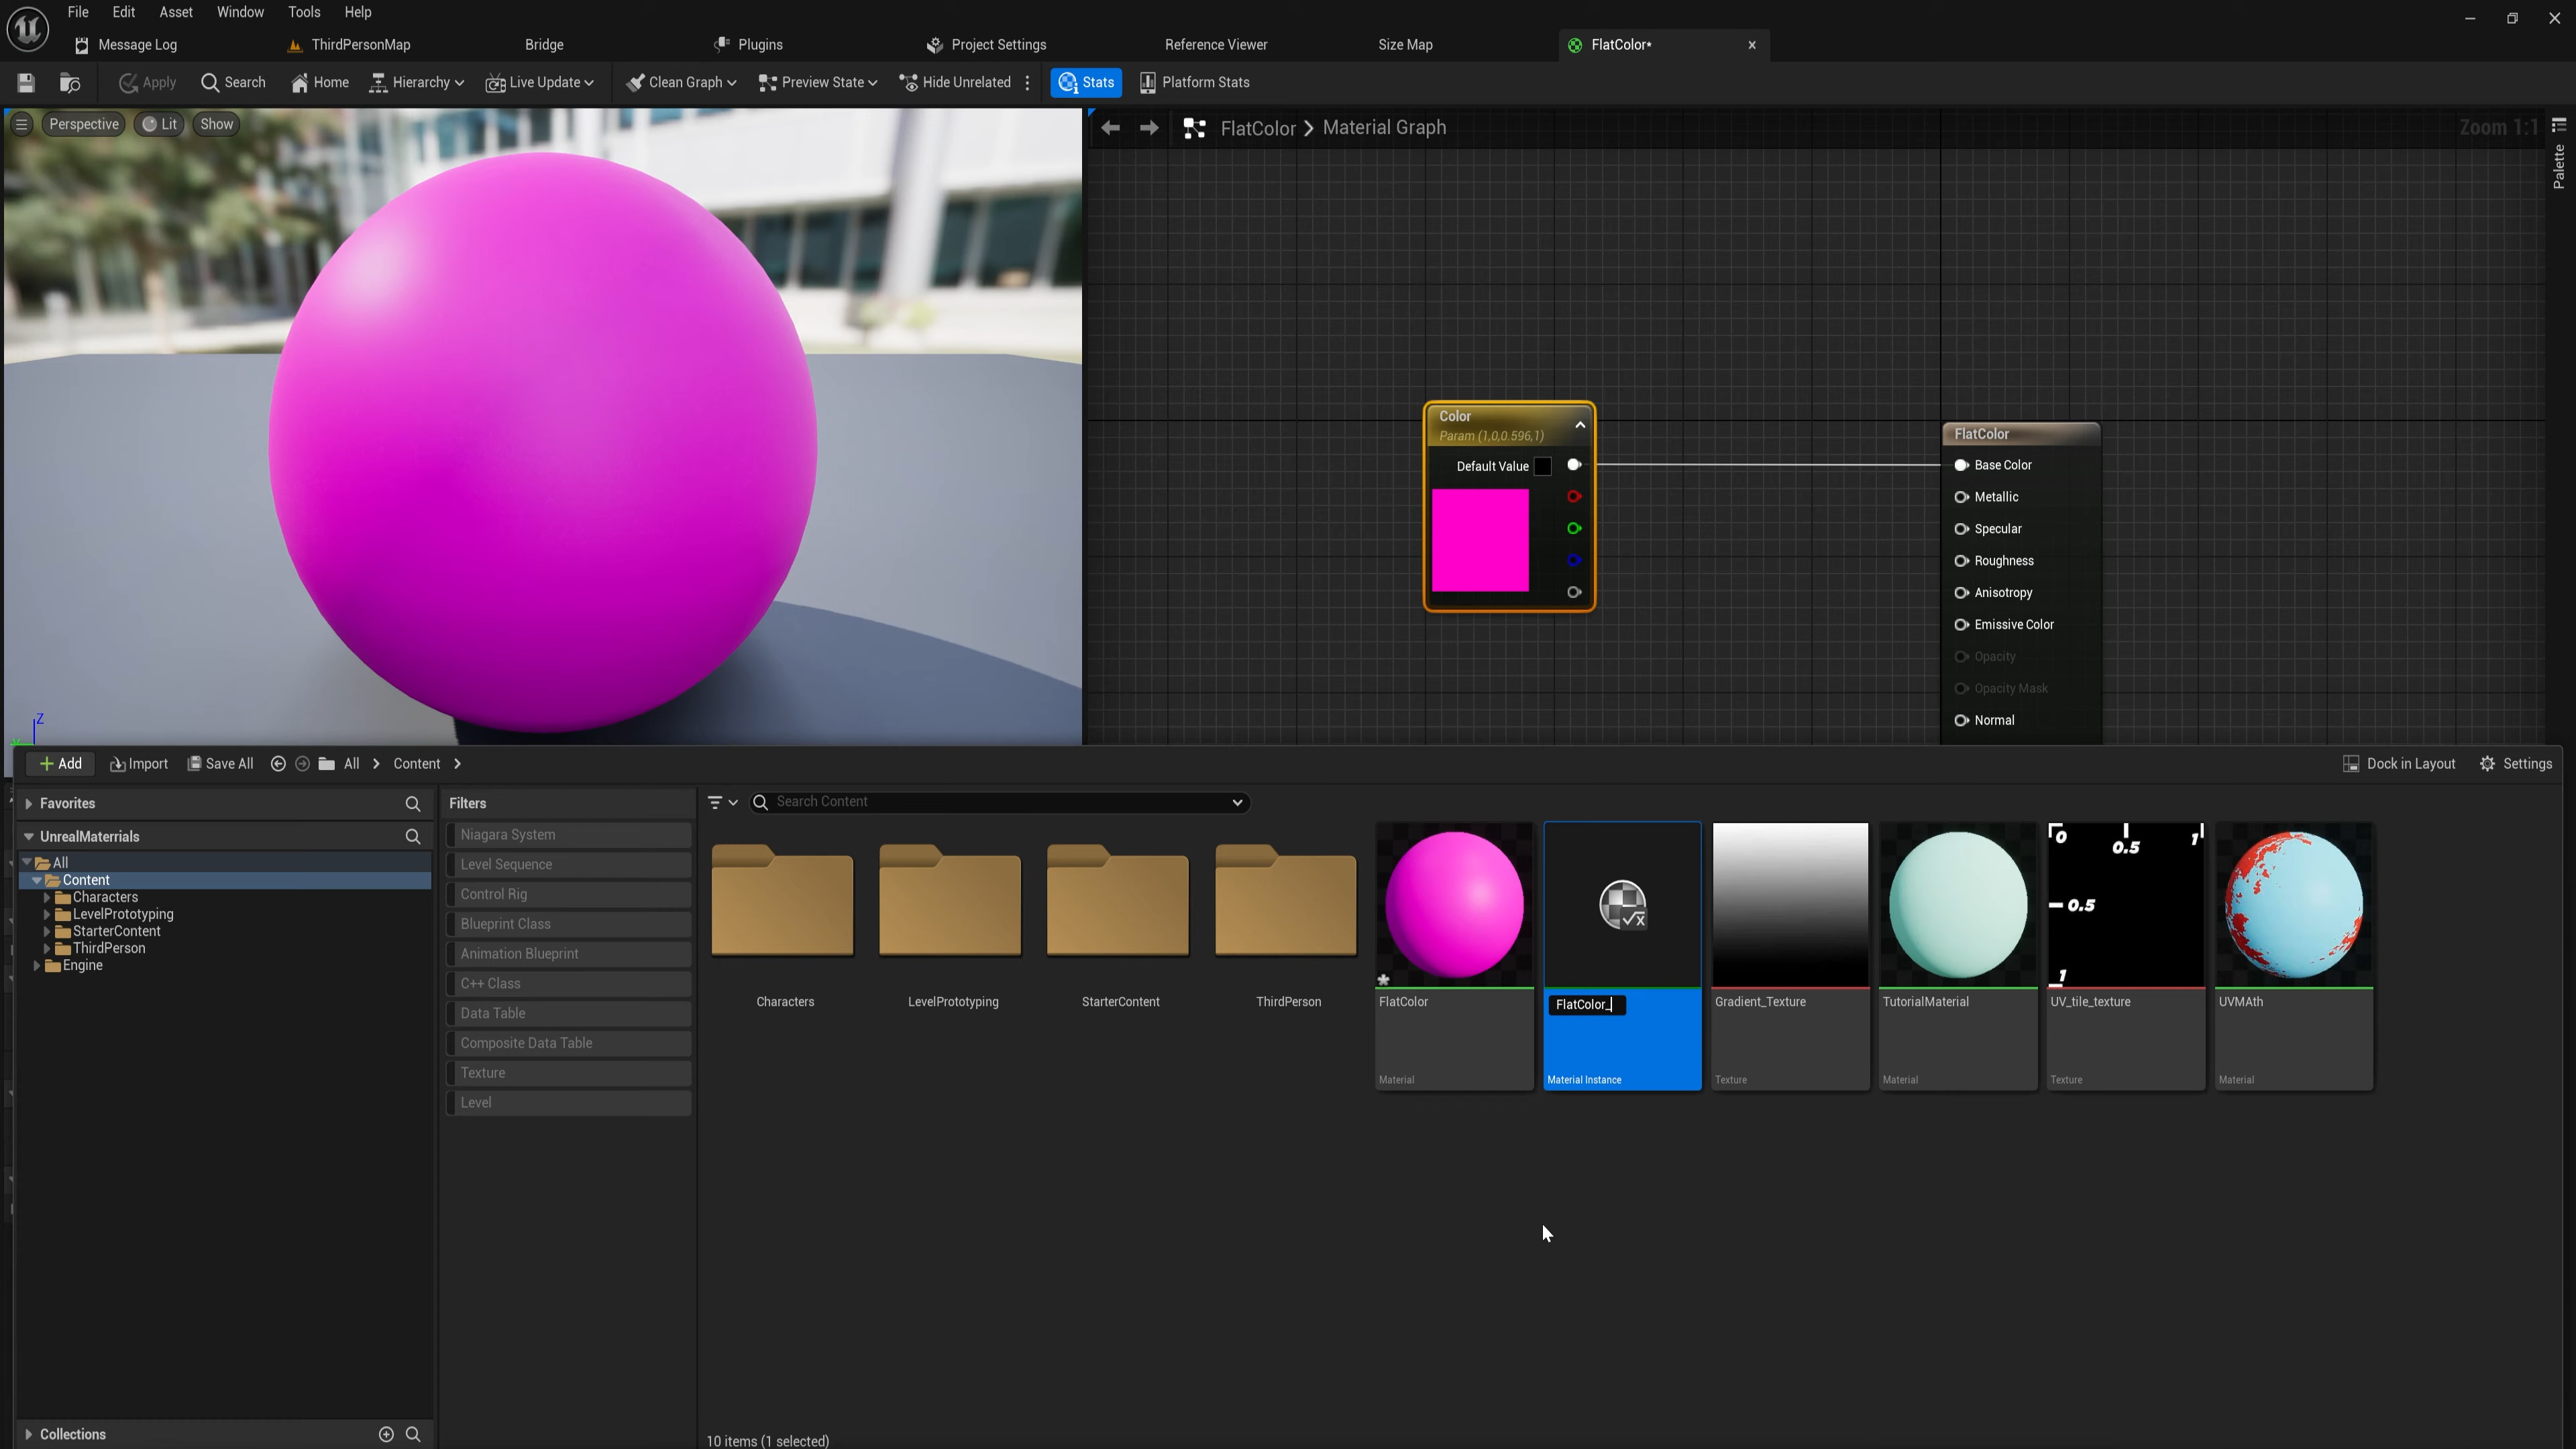 File Edit Asset Window Tools Help
Message Log ThirdPersonMap Bridge Plugins Project Settings Reference Viewer Size Map FlatColor*
Apply Search Home Hierarchy Live Update Clean Graph Preview State Hide Unrelated Stats Platform Stats
Perspective Lit Show
FlatColor > Material Graph
Zoom 1:1
Palette
Color
Param (1,0,0.596,1)
Default Value
FlatColor
Base Color
Metallic
Specular
Roughness
Anisotropy
Emissive Color
Opacity
Opacity Mask
Normal
Z
Add Import Save All All > Content >
Dock in Layout Settings
Favorites
UnrealMaterrials
All
Content
Characters
LevelPrototyping
StarterContent
ThirdPerson
Engine
Collections
Filters
Niagara System
Level Sequence
Control Rig
Blueprint Class
Animation Blueprint
C++ Class
Data Table
Composite Data Table
Texture
Level
Search Content
Characters
LevelPrototyping
StarterContent
ThirdPerson
FlatColor
Material
FlatColor_
Material Instance
Gradient_Texture
Texture
TutorialMaterial
Material
0 0.5 1
0.5
1
UV_tile_texture
Texture
UVMAth
Material
10 items (1 selected)